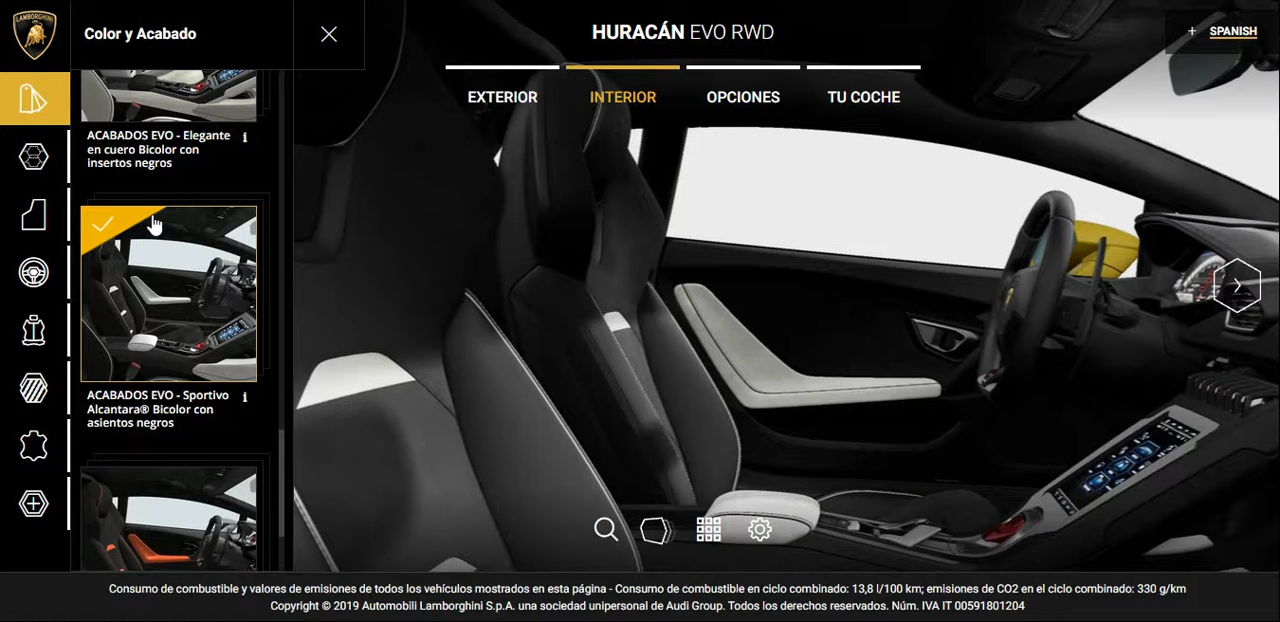 LAMBORGHINI
Color y Acabado
HURACÁN EVO RWD
+ SPANISH
EXTERIOR
INTERIOR
OPCIONES
TU COCHE
ACABADOS EVO - Elegante
en cuero Bicolor con
insertos negros
ACABADOS EVO - Sportivo
Alcantara® Bicolor con
asientos negros
Consumo de combustible y valores de emisiones de todos los vehículos mostrados en esta página - Consumo de combustible en ciclo combinado: 13,8 l/100 km; emisiones de CO2 en el ciclo combinado: 330 g/km
Copyright © 2019 Automobili Lamborghini S.p.A. una sociedad unipersonal de Audi Group. Todos los derechos reservados. Núm. IVA IT 00591801204